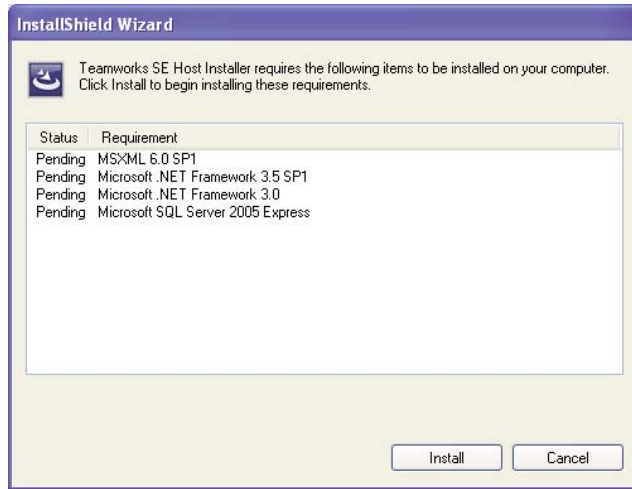 InstallShield Wizard
Teamworks SE Host Installer requires the following items to be installed on your computer.
Click Install to begin installing these requirements.
Status Requirement
Pending MSXML 6.0 SP1
Pending Microsoft .NET Framework 3.5 SP1
Pending Microsoft .NET Framework 3.0
Pending Microsoft SQL Server 2005 Express
Install Cancel